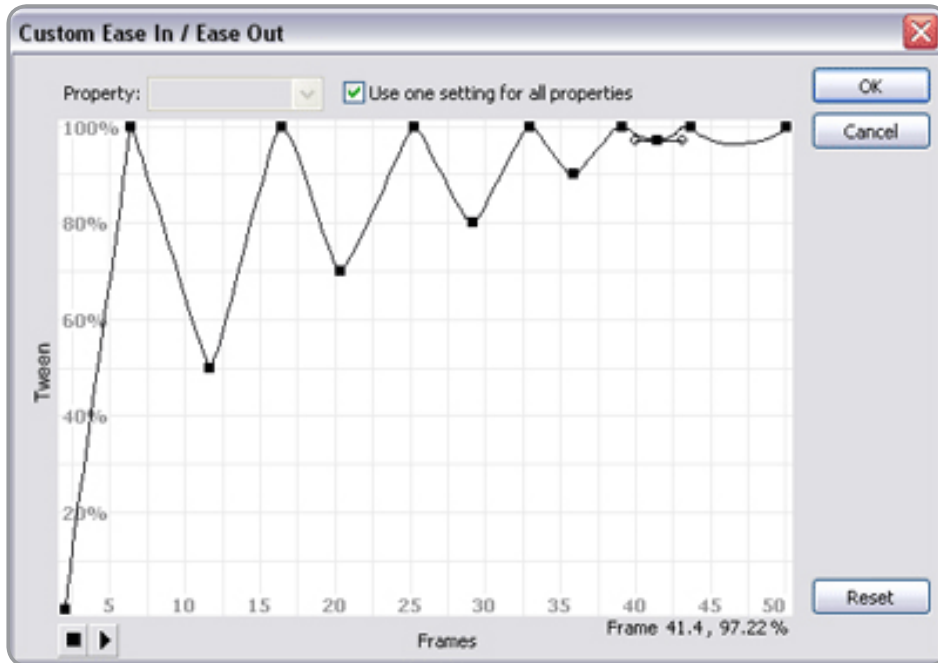 Custom Ease In / Ease Out
Property:
Use one setting for all properties
OK
Cancel
100%
80%
60%
40%
20%
Tween
5 10 15 20 25 30 35 40 45 50
Reset
Frames
Frame 41.4, 97.22 %